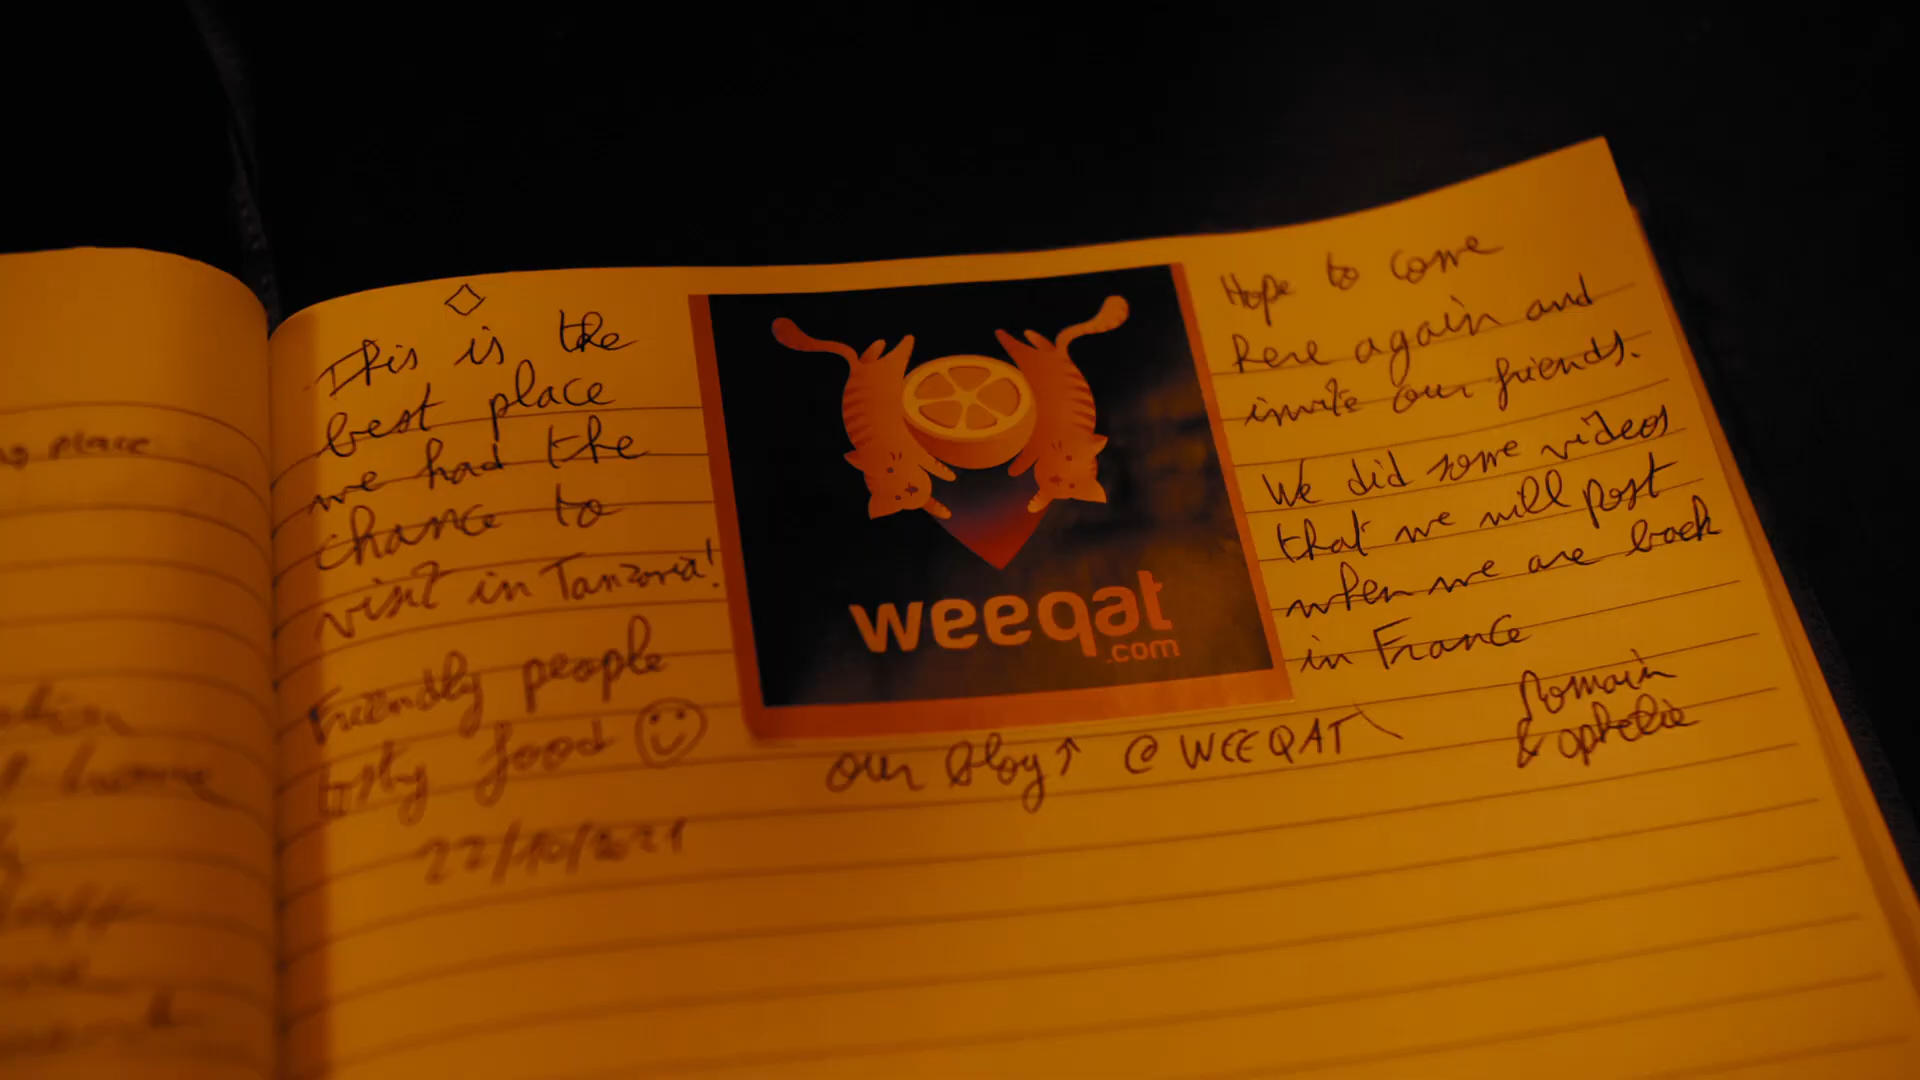 place
This is the
best place
we had the
chance to
visit in Tanzania!
Friendly people
tasty food
22/10/2021
weeqat
.com
our blog↑ @WEEQAT
Hope to come
here again and
invite our friends.
We did some videos
that we will post
when we are back
in France
Romain
& ophelie